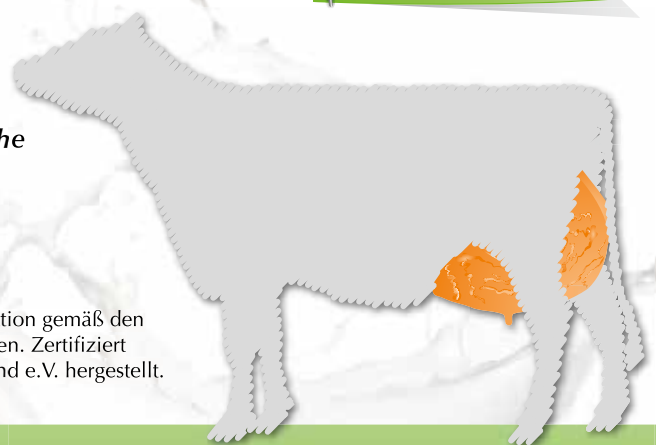 he
tion gemäß den
en. Zertifiziert
nd e.V. hergestellt.